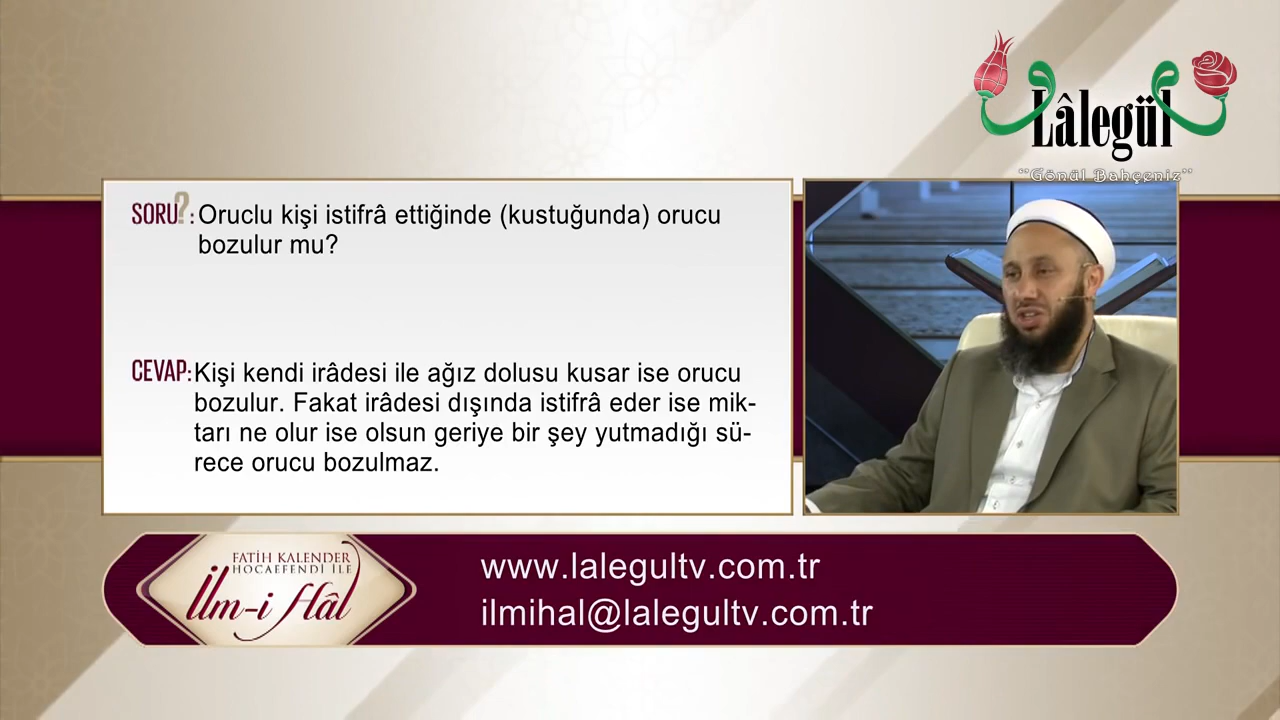 Lâlegül
"Gönül Bahçeniz"
SORU?: Oruclu kişi istifrâ ettiğinde (kustuğunda) orucu
bozulur mu?
CEVAP: Kişi kendi irâdesi ile ağız dolusu kusar ise orucu
bozulur. Fakat irâdesi dışında istifrâ eder ise mik-
tarı ne olur ise olsun geriye bir şey yutmadığı sü-
rece orucu bozulmaz.
FATİH KALENDER
HOCAEFENDİ İLE
İlm-i Hâl
www.lalegultv.com.tr
ilmihal@lalegultv.com.tr